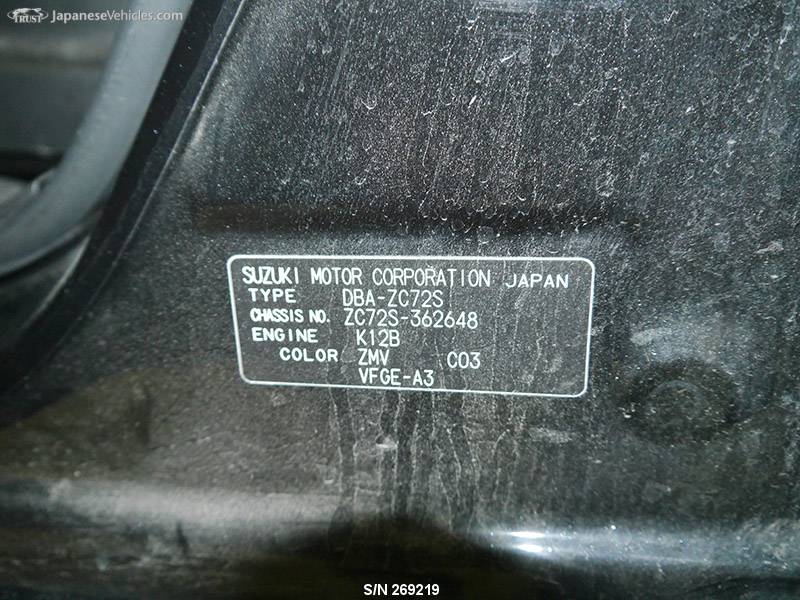 TRUST JapaneseVehicles.com
SUZUKI MOTOR CORPORATION JAPAN
TYPE DBA-ZC72S
CHASSIS NO. ZC72S-362648
ENGINE K12B
COLOR ZMV C03
VFGE-A3
S/N 269219